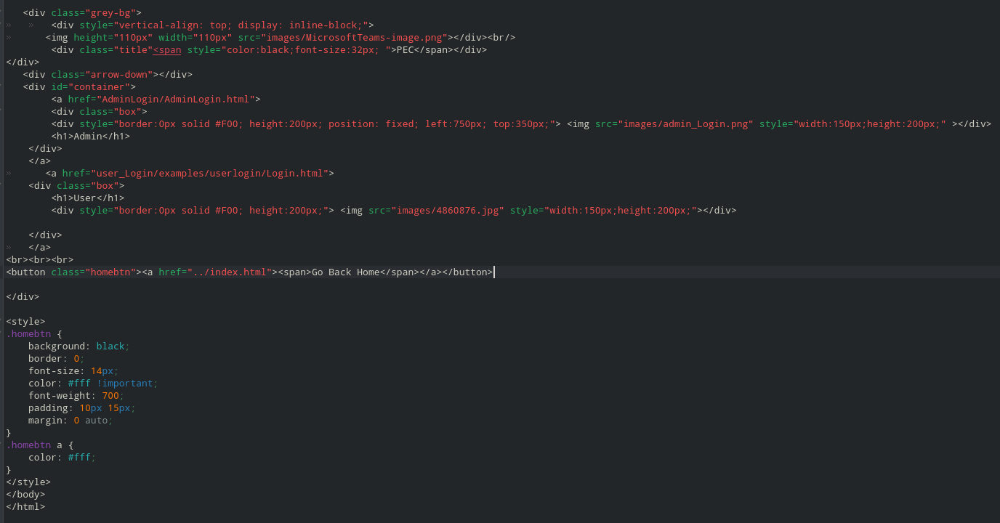 <div class="grey-bg">
<div style="vertical-align: top; display: inline-block;">
<img height="110px" width="110px" src="images/MicrosoftTeams-image.png"></div><br/>
<div class="title"<span style="color:black;font-size:32px; ">PEC</span></div>
</div>
<div class="arrow-down"></div>
<div id="container">
<a href="AdminLogin/AdminLogin.html">
<div class="box">
<div style="border:0px solid #F00; height:200px; position: fixed; left:750px; top:350px;"> <img src="images/admin_Login.png" style="width:150px;height:200px;" ></div>
<h1>Admin</h1>
</div>
</a>
<a href="user_Login/examples/userlogin/Login.html">
<div class="box">
<h1>User</h1>
<div style="border:0px solid #F00; height:200px;"> <img src="images/4860876.jpg" style="width:150px;height:200px;"></div>
</div>
</a>
<br><br><br>
<button class="homebtn"><a href="../index.html"><span>Go Back Home</span></a></button>
</div>
<style>
.homebtn {
background: black;
border: 0;
font-size: 14px;
color: #fff !important;
font-weight: 700;
padding: 10px 15px;
margin: 0 auto;
}
.homebtn a {
color: #fff;
}
</style>
</body>
</html>